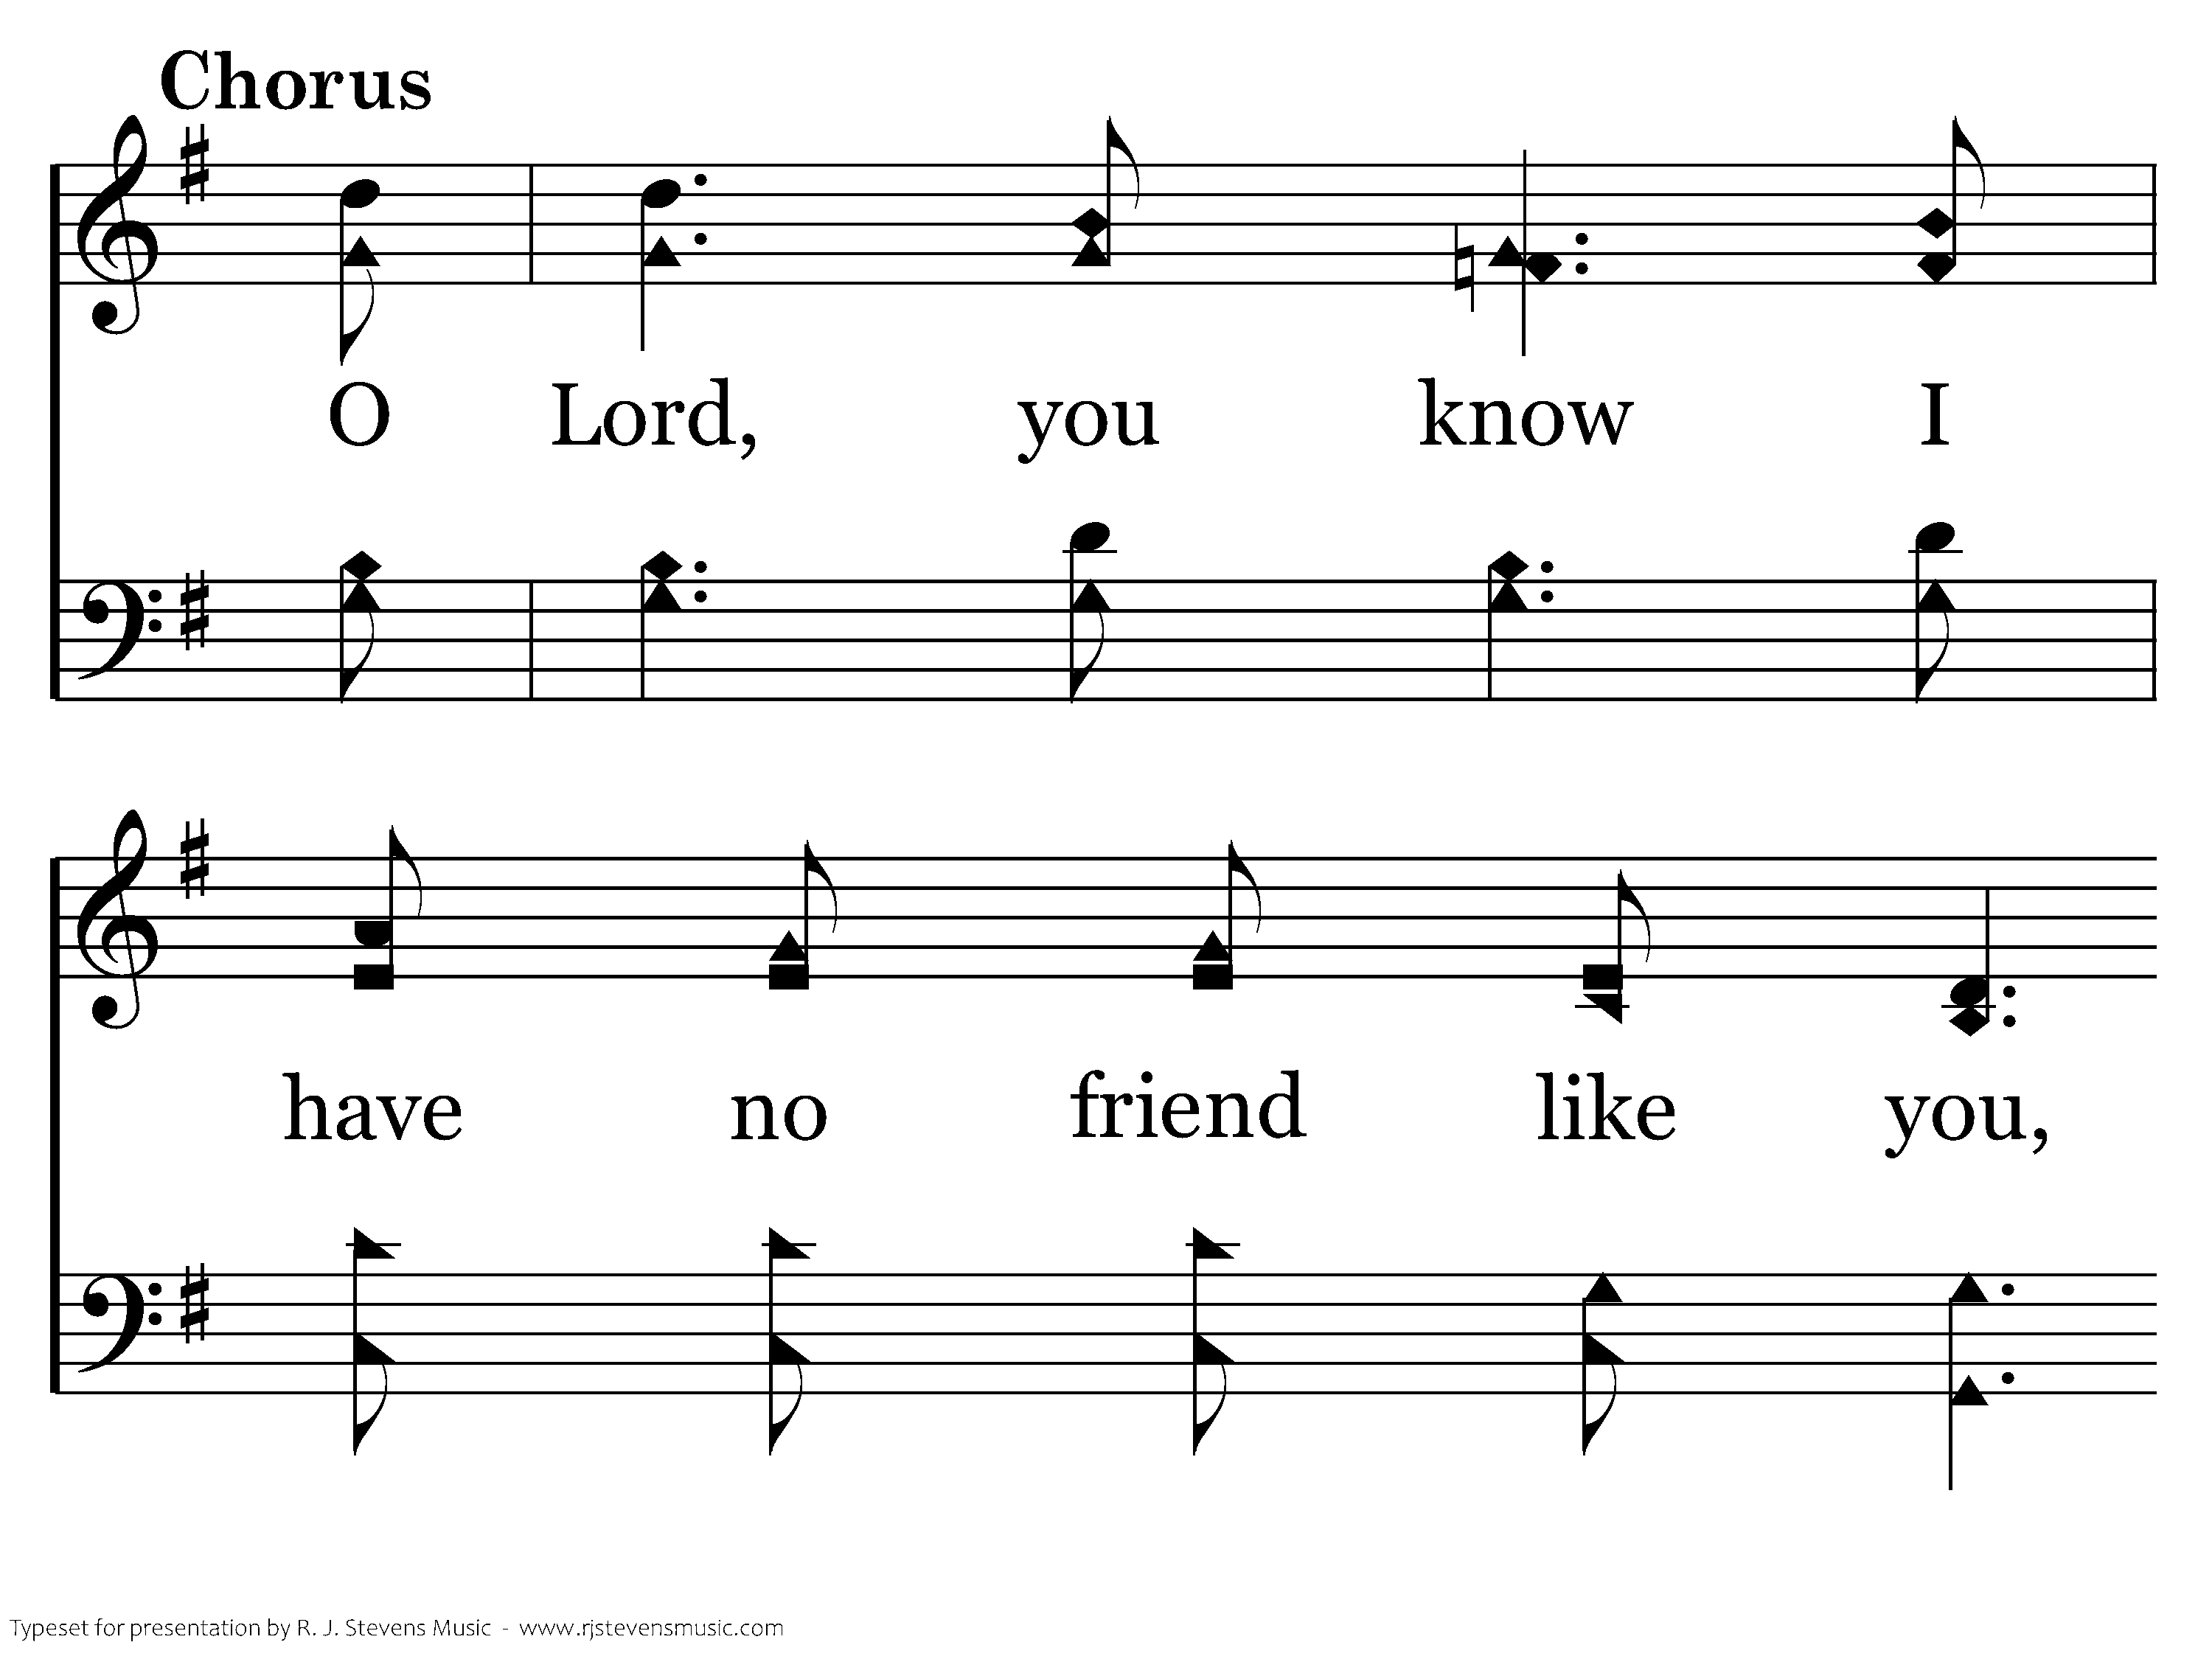 Chorus
O Lord, you know I
have no friend like you,
Typeset for presentation by R. J. Stevens Music - www.rjstevensmusic.com